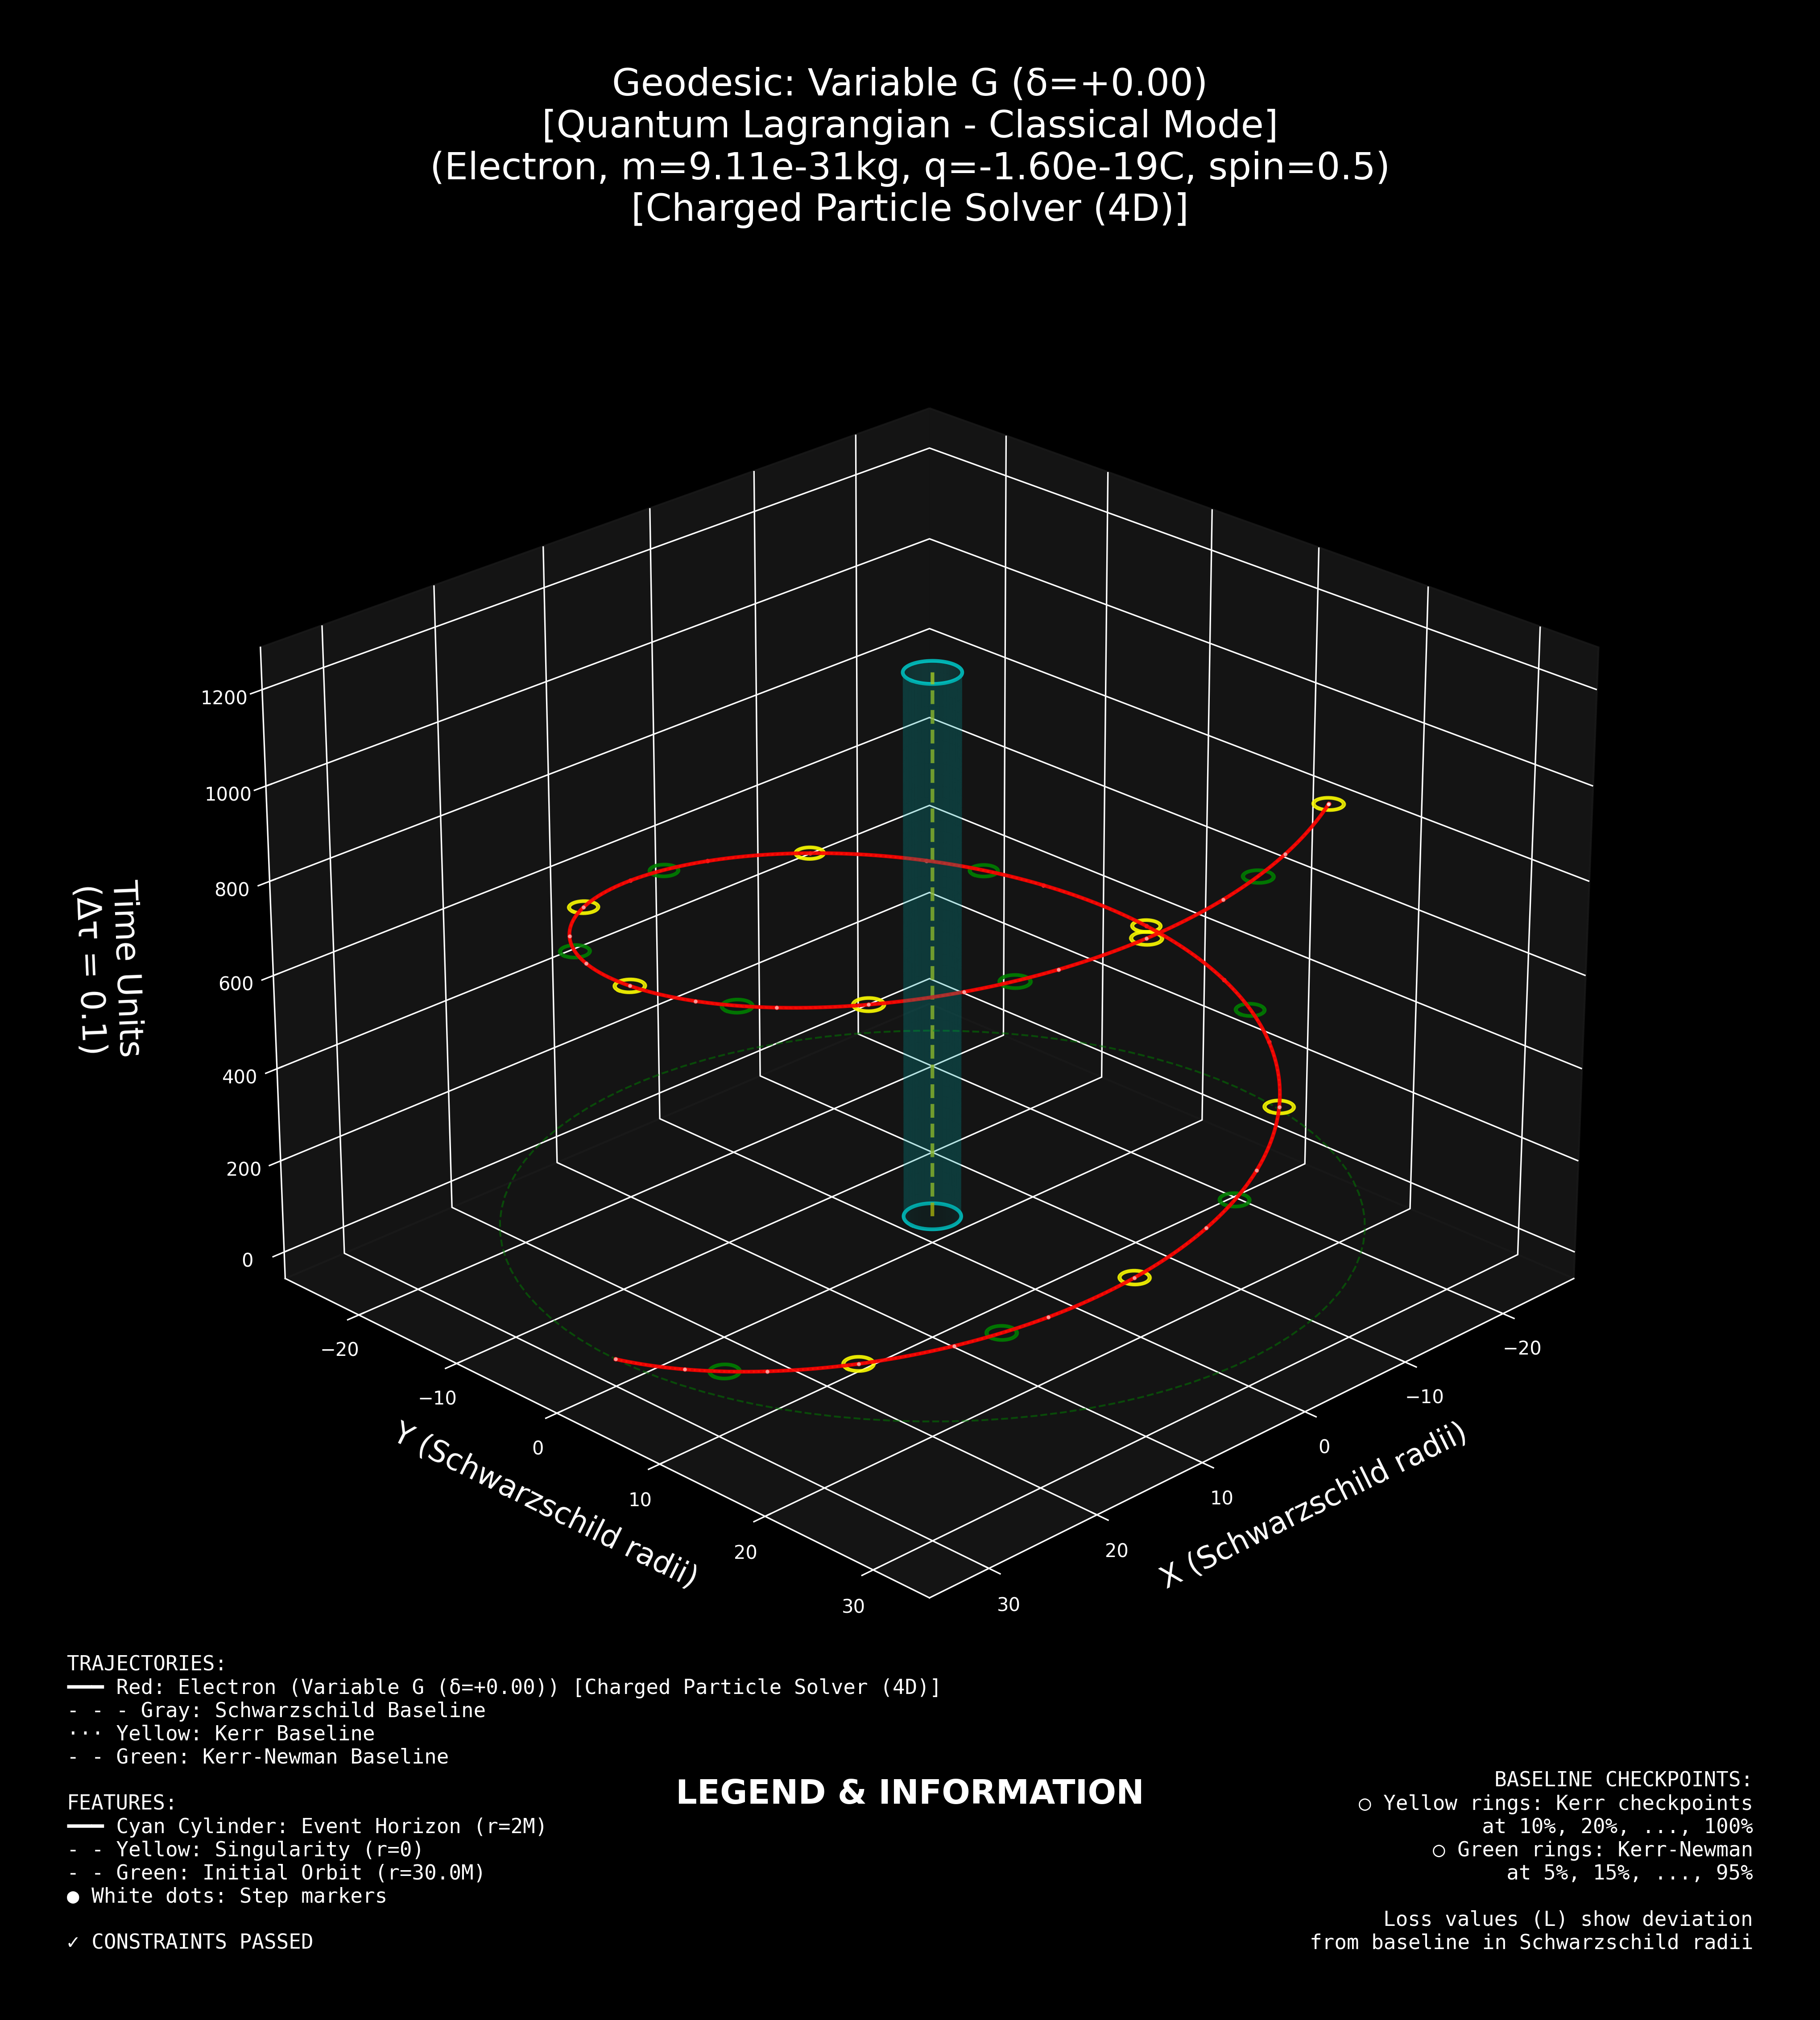 Geodesic: Variable G (δ=+0.00)
[Quantum Lagrangian - Classical Mode]
(Electron, m=9.11e-31kg, q=-1.60e-19C, spin=0.5)
[Charged Particle Solver (4D)]
1200
1000
800
600
400
200
0
Time Units
(Δτ = 0.1)
−20
−10
0
10
20
30
Y (Schwarzschild radii)
−20
−10
0
10
20
30
X (Schwarzschild radii)
TRAJECTORIES:
━━━ Red: Electron (Variable G (δ=+0.00)) [Charged Particle Solver (4D)]
- - - Gray: Schwarzschild Baseline
··· Yellow: Kerr Baseline
- - Green: Kerr-Newman Baseline
FEATURES:
━━━ Cyan Cylinder: Event Horizon (r=2M)
- - Yellow: Singularity (r=0)
- - Green: Initial Orbit (r=30.0M)
● White dots: Step markers
✓ CONSTRAINTS PASSED
LEGEND & INFORMATION
BASELINE CHECKPOINTS:
○ Yellow rings: Kerr checkpoints
at 10%, 20%, ..., 100%
○ Green rings: Kerr-Newman
at 5%, 15%, ..., 95%
Loss values (L) show deviation
from baseline in Schwarzschild radii